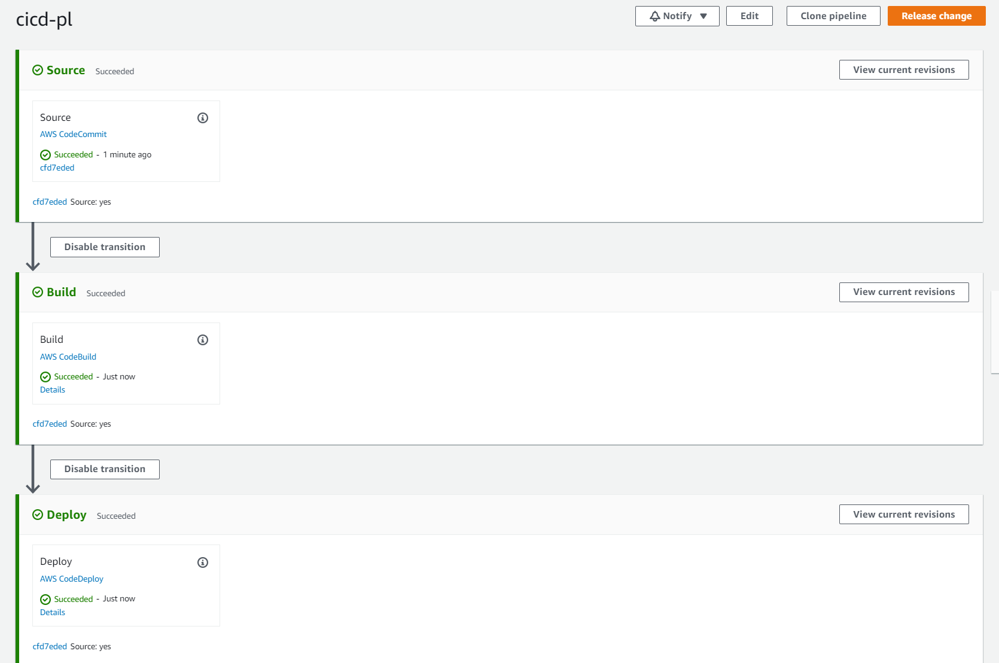 cicd-pl
Notify
Edit
Clone pipeline
Release change
Source Succeeded
View current revisions
Source
AWS CodeCommit
Succeeded - 1 minute ago
cfd7eded
cfd7eded Source: yes
Disable transition
Build Succeeded
View current revisions
Build
AWS CodeBuild
Succeeded - Just now
Details
cfd7eded Source: yes
Disable transition
Deploy Succeeded
View current revisions
Deploy
AWS CodeDeploy
Succeeded - Just now
Details
cfd7eded Source: yes